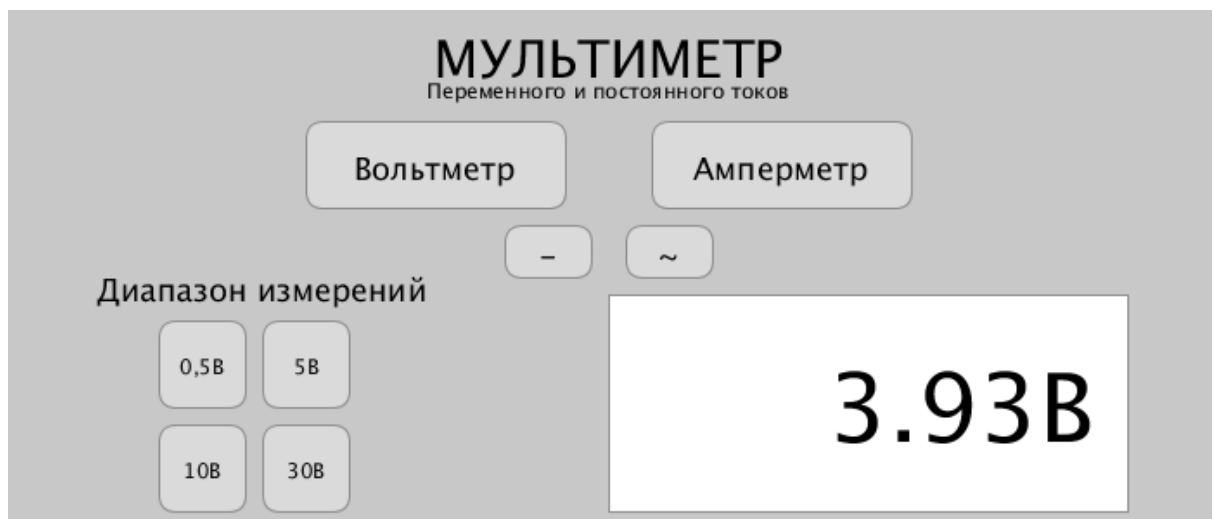 МУЛЬТИМЕТР
Переменного и постоянного токов
Вольтметр Амперметр
– ~
Диапазон измерений
0,5В 5В
3.93В
10В 30В